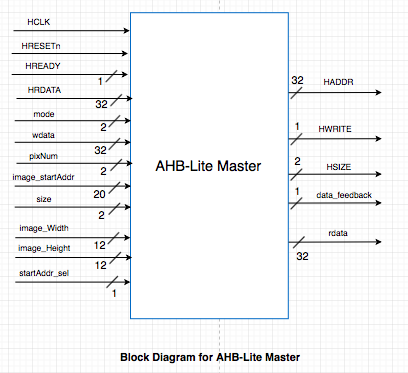 HCLK
HRESETn
HREADY
1
HRDATA
32
mode
2
wdata
32
pixNum
2
image_startAddr
20
size
2
image_Width
12
image_Height
12
startAddr_sel
1
AHB-Lite Master
32
HADDR
1
HWRITE
2
HSIZE
1
data_feedback
rdata
32
Block Diagram for AHB-Lite Master